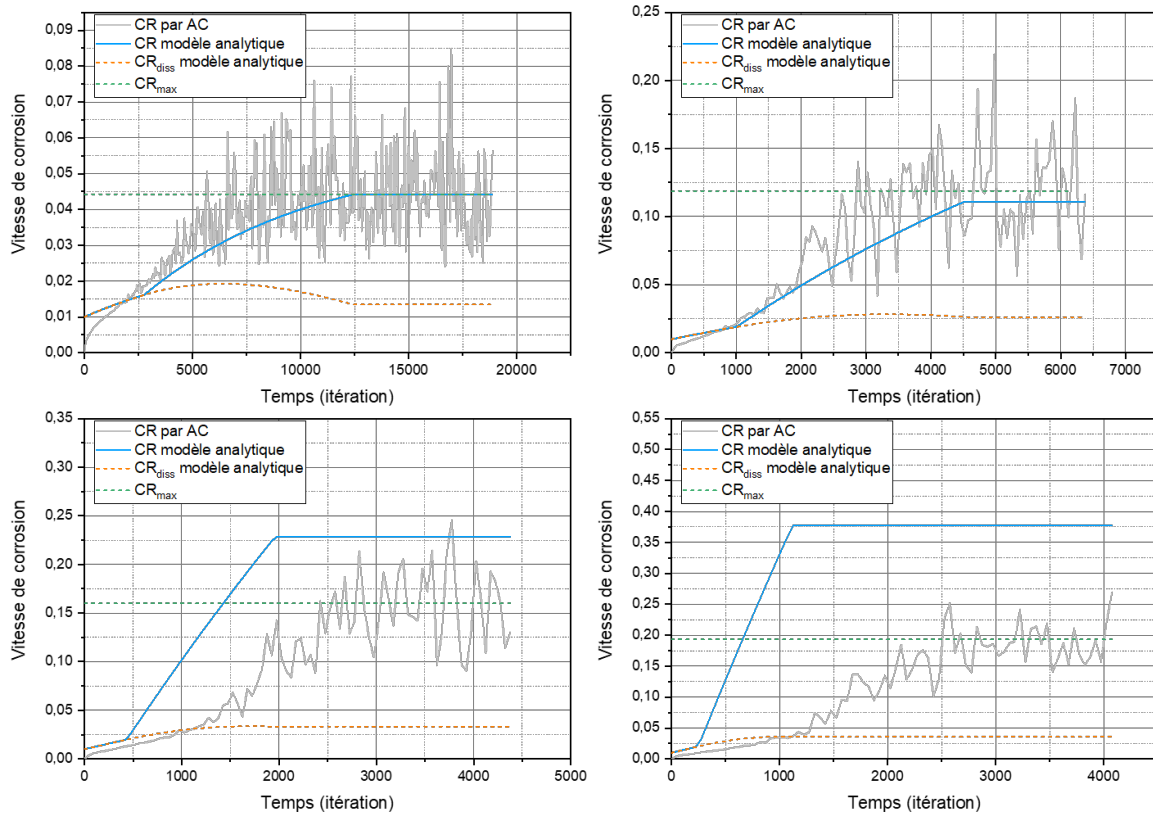 CR par AC
CR modèle analytique
CRdiss modèle analytique
CRmax
0,09
0,08
0,07
0,06
0,05
0,04
0,03
0,02
0,01
0,00
Vitesse de corrosion
0 5000 10000 15000 20000
Temps (itération)
CR par AC
CR modèle analytique
CRdiss modèle analytique
CRmax
0,25
0,20
0,15
0,10
0,05
0,00
Vitesse de corrosion
0 1000 2000 3000 4000 5000 6000 7000
Temps (itération)
CR par AC
CR modèle analytique
CRdiss modèle analytique
CRmax
0,35
0,30
0,25
0,20
0,15
0,10
0,05
0,00
Vitesse de corrosion
0 1000 2000 3000 4000 5000
Temps (itération)
CR par AC
CR modèle analytique
CRdiss modèle analytique
CRmax
0,55
0,50
0,45
0,40
0,35
0,30
0,25
0,20
0,15
0,10
0,05
0,00
Vitesse de corrosion
0 1000 2000 3000 4000
Temps (itération)